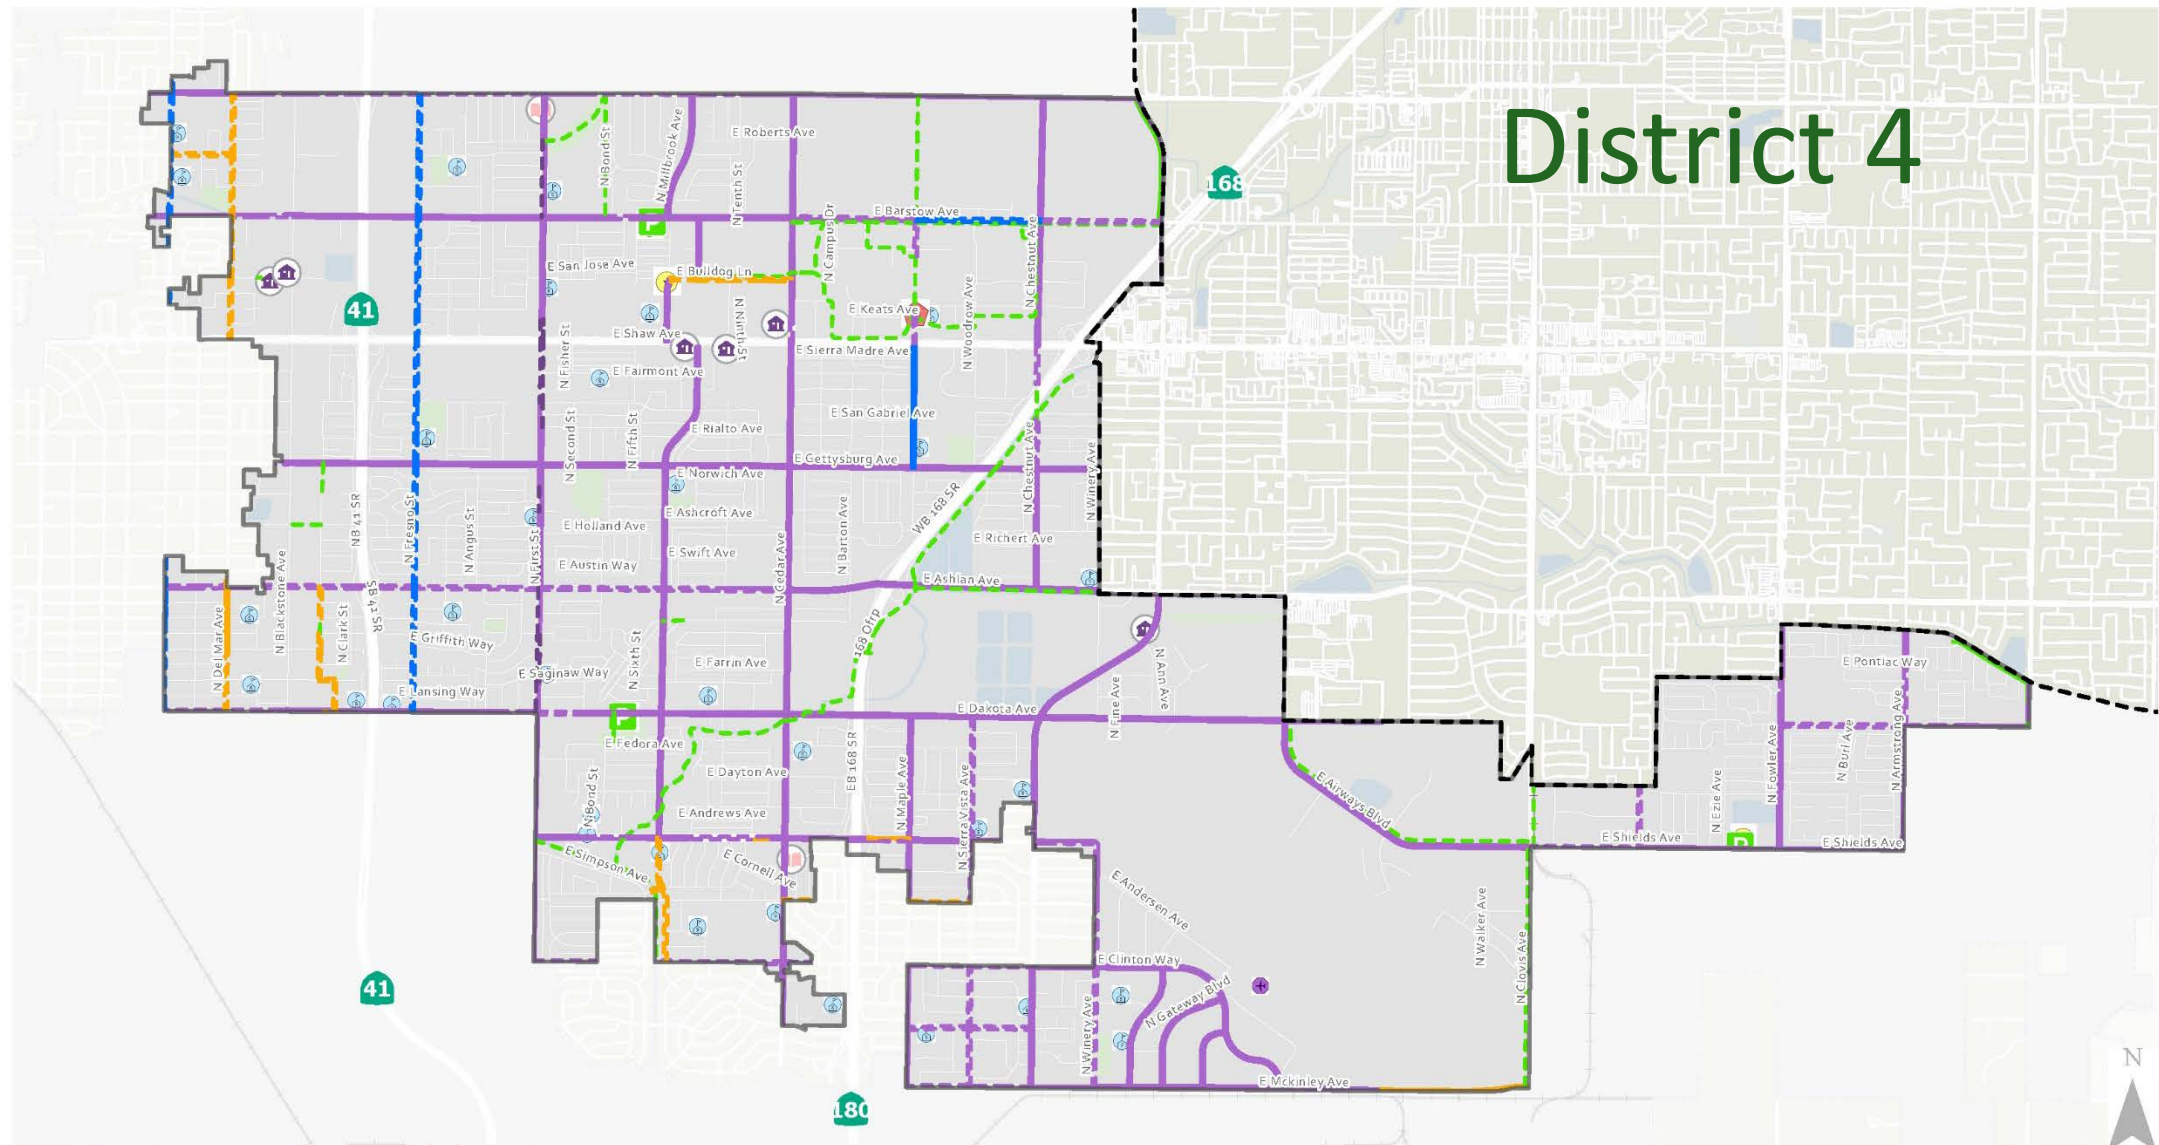 District 4
168
41
41
180
N
E Roberts Ave
N Bond St
N Millbrook Ave
N Tenth St
E Barstow Ave
N Campus Dr
N Chestnut Ave
E San Jose Ave
E Bulldog Ln
N Ninth St
E Keats Ave
N Woodrow Ave
E Shaw Ave
E Sierra Madre Ave
N Fisher St
E Fairmont Ave
E San Gabriel Ave
E Rialto Ave
N Second St
N Fifth St
E Gettysburg Ave
E Norwich Ave
N Chestnut Ave
N Winery Ave
WB 168 SR
NB 41 SR
N Fresno St
N Angus St
E Holland Ave
E Ashcroft Ave
N Barton Ave
E Richert Ave
E Swift Ave
N First St
E Austin Way
N Cedar Ave
E Ashlan Ave
N Blackstone Ave
SB 41 SR
N Del Mar Ave
N Clark St
E Griffith Way
168 Ofrp
N Sixth St
E Farrin Ave
E Saginaw Way
E Lansing Way
N Ann Ave
N Fine Ave
E Dakota Ave
E Pontiac Way
N Armstrong Ave
E Fedora Ave
EB 168 SR
E Dayton Ave
N Maple Ave
N Sierra Vista Ave
E Airways Blvd
N Fowler Ave
N Burl Ave
N Ezie Ave
N Bond St
E Andrews Ave
E Shields Ave
E Shields Ave
E Simpson Ave
E Cornell Ave
E Andersen Ave
N Walker Ave
N Clovis Ave
E Clinton Way
N Gateway Blvd
N Winery Ave
E Mckinley Ave